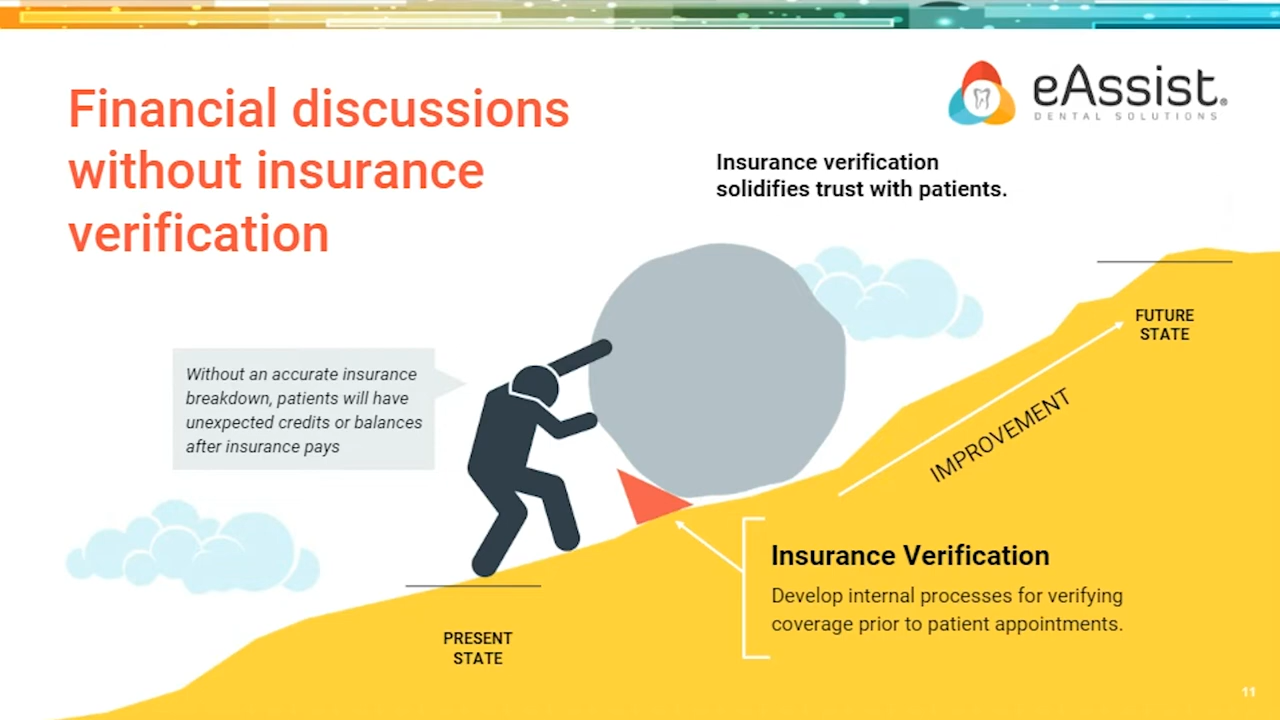 Financial discussions
without insurance
verification
eAssist®
DENTAL SOLUTIONS
Insurance verification
solidifies trust with patients.
Without an accurate insurance
breakdown, patients will have
unexpected credits or balances
after insurance pays
FUTURE
STATE
IMPROVEMENT
Insurance Verification
Develop internal processes for verifying
coverage prior to patient appointments.
PRESENT
STATE
11